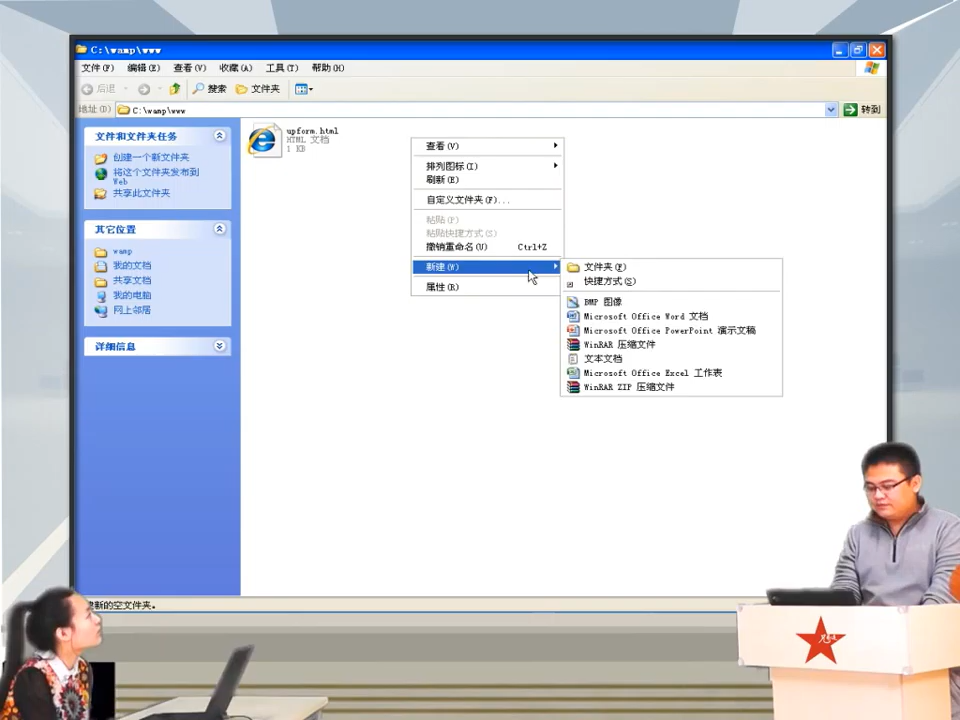 C:\wamp\www
文件(F) 编辑(E) 查看(V) 收藏(A) 工具(T) 帮助(H)
后退 搜索 文件夹
地址(D) C:\wamp\www 转到
文件和文件夹任务
创建一个新文件夹
将这个文件夹发布到
Web
共享此文件夹
其它位置
wamp
我的文档
共享文档
我的电脑
网上邻居
详细信息
upform.html
HTML 文档
1 KB
查看(V)
排列图标(I)
刷新(E)
自定义文件夹(F)...
粘贴(P)
粘贴快捷方式(S)
撤销重命名(U) Ctrl+Z
新建(W)
属性(R)
文件夹(F)
快捷方式(S)
BMP 图像
Microsoft Office Word 文档
Microsoft Office PowerPoint 演示文稿
WinRAR 压缩文件
文本文档
Microsoft Office Excel 工作表
WinRAR ZIP 压缩文件
新的空文件夹。